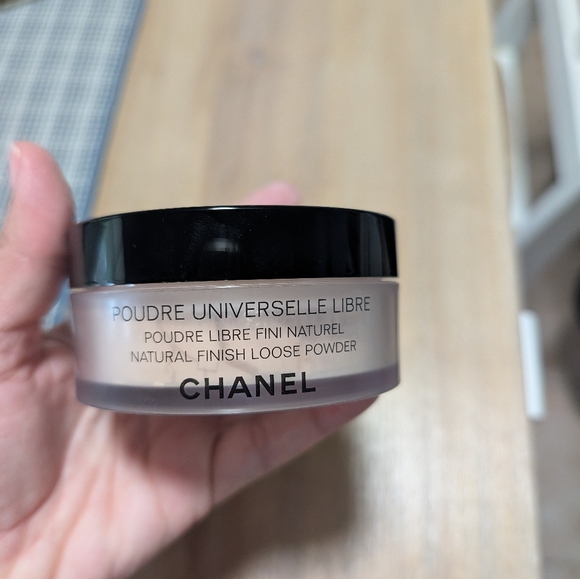 POUDRE UNIVERSELLE LIBRE
POUDRE LIBRE FINI NATUREL
NATURAL FINISH LOOSE POWDER
CHANEL